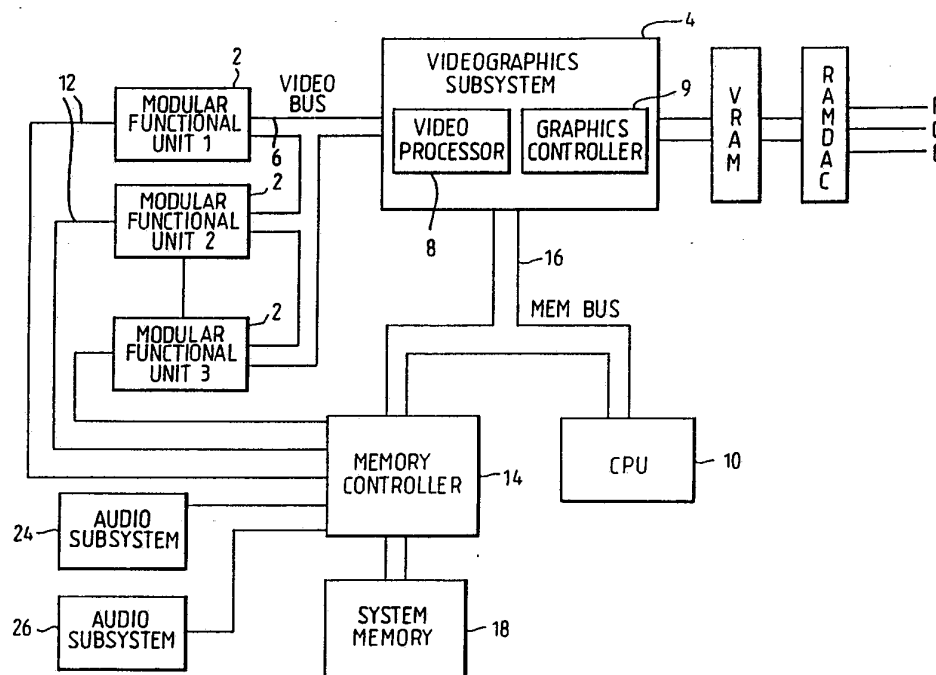 4
2
VIDEO
BUS
VIDEOGRAPHICS
SUBSYSTEM
12
MODULAR
FUNCTIONAL
UNIT 1
6
9
VIDEO
PROCESSOR
GRAPHICS
CONTROLLER
VRAM
RAMDAC
2
MODULAR
FUNCTIONAL
UNIT 2
8
16
MEM BUS
2
MODULAR
FUNCTIONAL
UNIT 3
MEMORY
CONTROLLER
14
CPU
10
24
AUDIO
SUBSYSTEM
26
AUDIO
SUBSYSTEM
SYSTEM
MEMORY
18